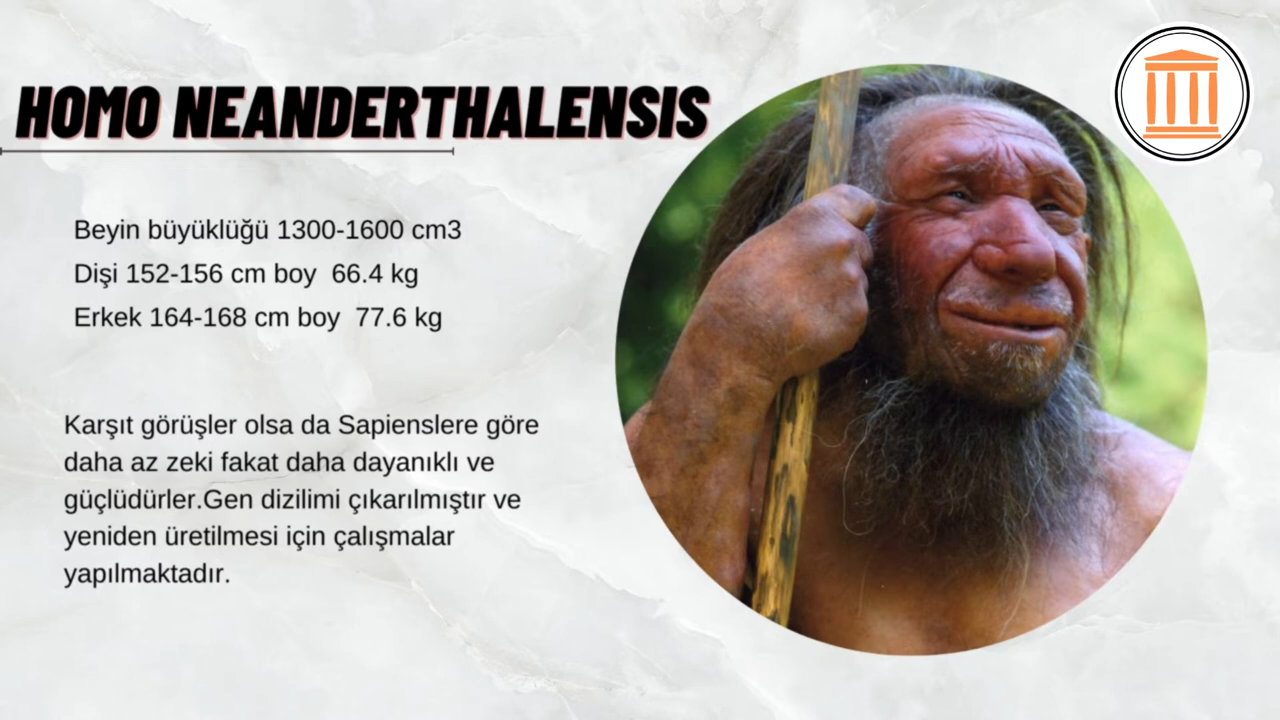 HOMO NEANDERTHALENSIS
Beyin büyüklüğü 1300-1600 cm3
Dişi 152-156 cm boy  66.4 kg
Erkek 164-168 cm boy  77.6 kg
Karşıt görüşler olsa da Sapienslere göre
daha az zeki fakat daha dayanıklı ve
güçlüdürler.Gen dizilimi çıkarılmıştır ve
yeniden üretilmesi için çalışmalar
yapılmaktadır.